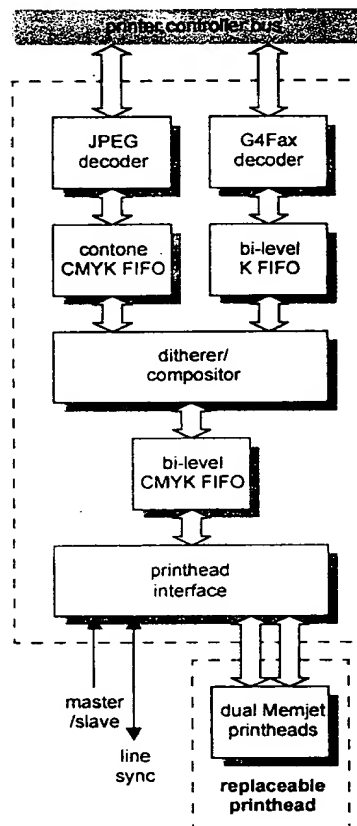 printer controller bus
JPEG
decoder
G4Fax
decoder
contone
CMYK FIFO
bi-level
K FIFO
ditherer/
compositor
bi-level
CMYK FIFO
printhead
interface
master
/slave
line
sync
dual Memjet
printheads
replaceable
printhead